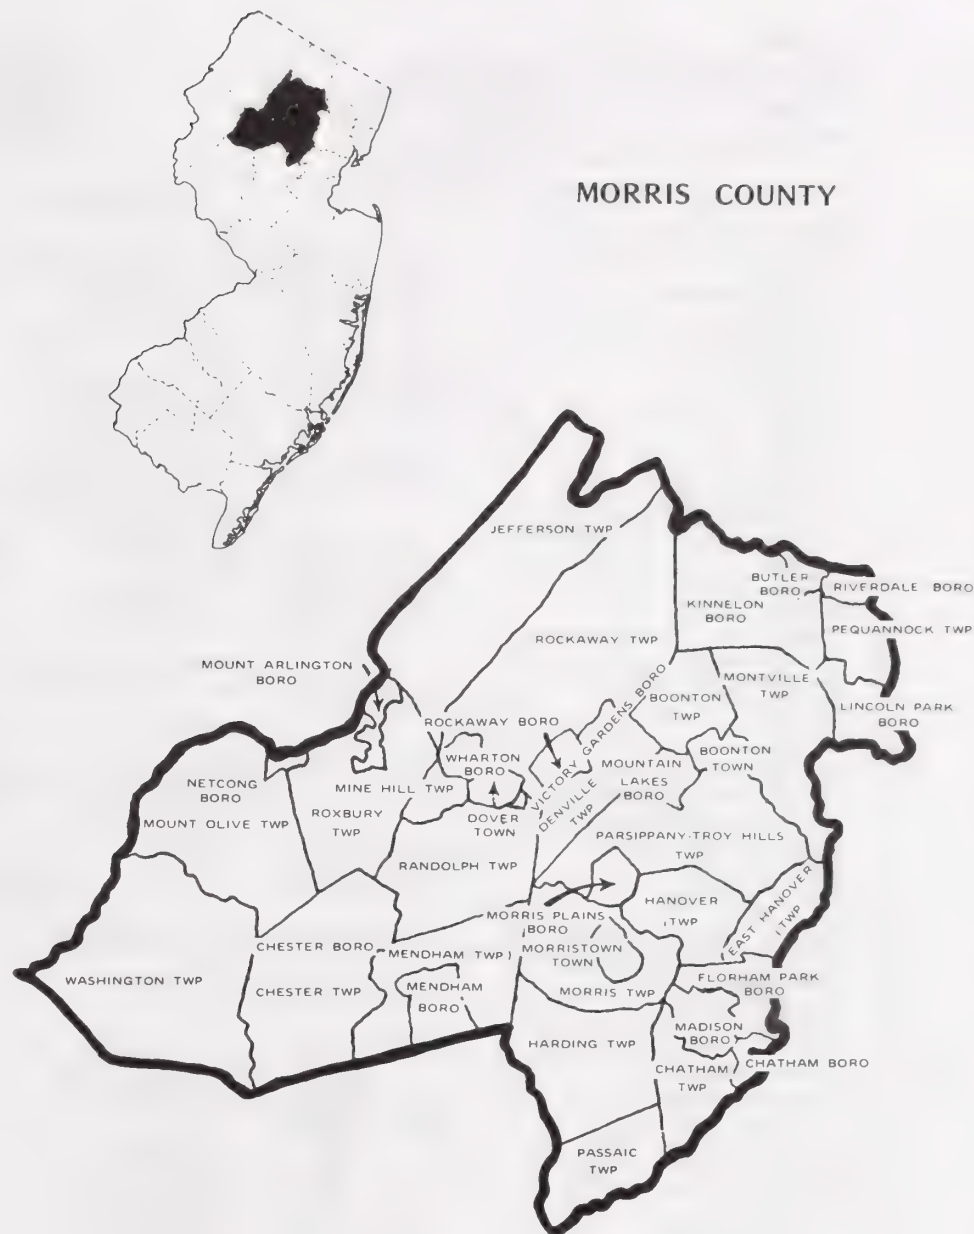 MORRIS COUNTY
JEFFERSON TWP
BUTLER
BORO
RIVERDALE BORO
KINNELON
BORO
PEQUANNOCK TWP
ROCKAWAY TWP
MOUNT ARLINGTON
BORO
MONTVILLE
TWP
BOONTON
TWP
LINCOLN PARK
BORO
ROCKAWAY BORO
VICTORY GARDENS BORO
WHARTON
BORO
MOUNTAIN
LAKES
BORO
BOONTON
TOWN
NETCONG
BORO
MINE HILL TWP
DENVILLE
TWP
MOUNT OLIVE TWP
ROXBURY
TWP
DOVER
TOWN
PARSIPPANY-TROY HILLS
TWP
RANDOLPH TWP
HANOVER
TWP
EAST HANOVER
TWP
MORRIS PLAINS
BORO
CHESTER BORO
MENDHAM TWP
MORRISTOWN
TOWN
WASHINGTON TWP
CHESTER TWP
MENDHAM
BORO
MORRIS TWP
FLORHAM PARK
BORO
MADISON
BORO
HARDING TWP
CHATHAM
TWP
CHATHAM BORO
PASSAIC
TWP